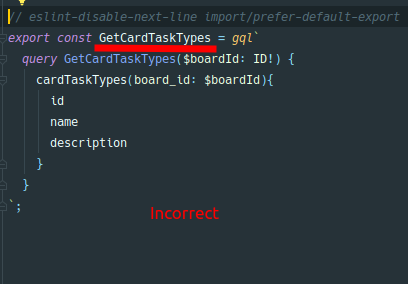 // eslint-disable-next-line import/prefer-default-export
export const GetCardTaskTypes = gql`
query GetCardTaskTypes($boardId: ID!) {
cardTaskTypes(board_id: $boardId){
id
name
description
}
}
`;
Incorrect